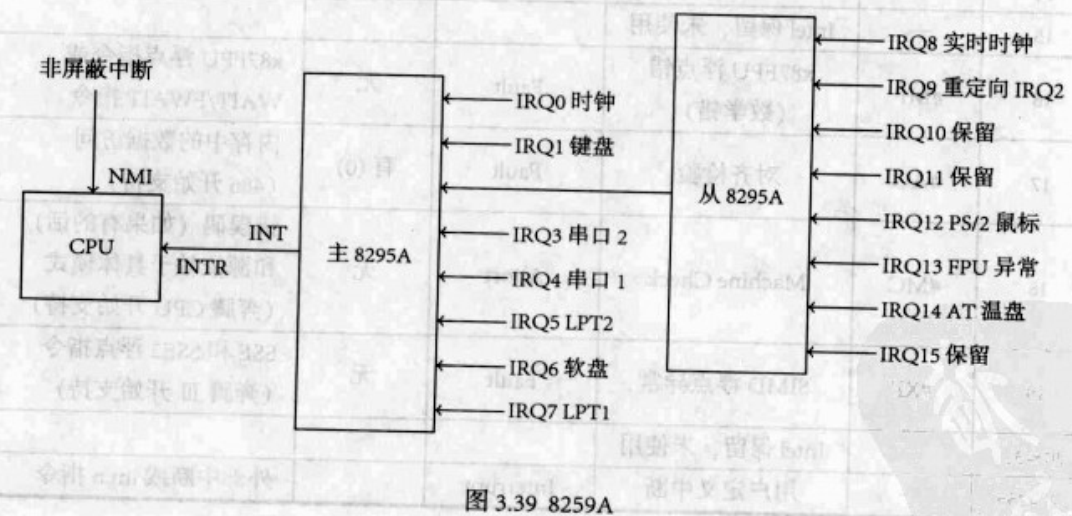 非屏蔽中断
NMI
CPU
INT
INTR
主 8295A
IRQ0 时钟
IRQ1 键盘
IRQ3 串口 2
IRQ4 串口 1
IRQ5 LPT2
IRQ6 软盘
IRQ7 LPT1
从 8295A
IRQ8 实时时钟
IRQ9 重定向 IRQ2
IRQ10 保留
IRQ11 保留
IRQ12 PS/2 鼠标
IRQ13 FPU 异常
IRQ14 AT 温盘
IRQ15 保留
图 3.39 8259A